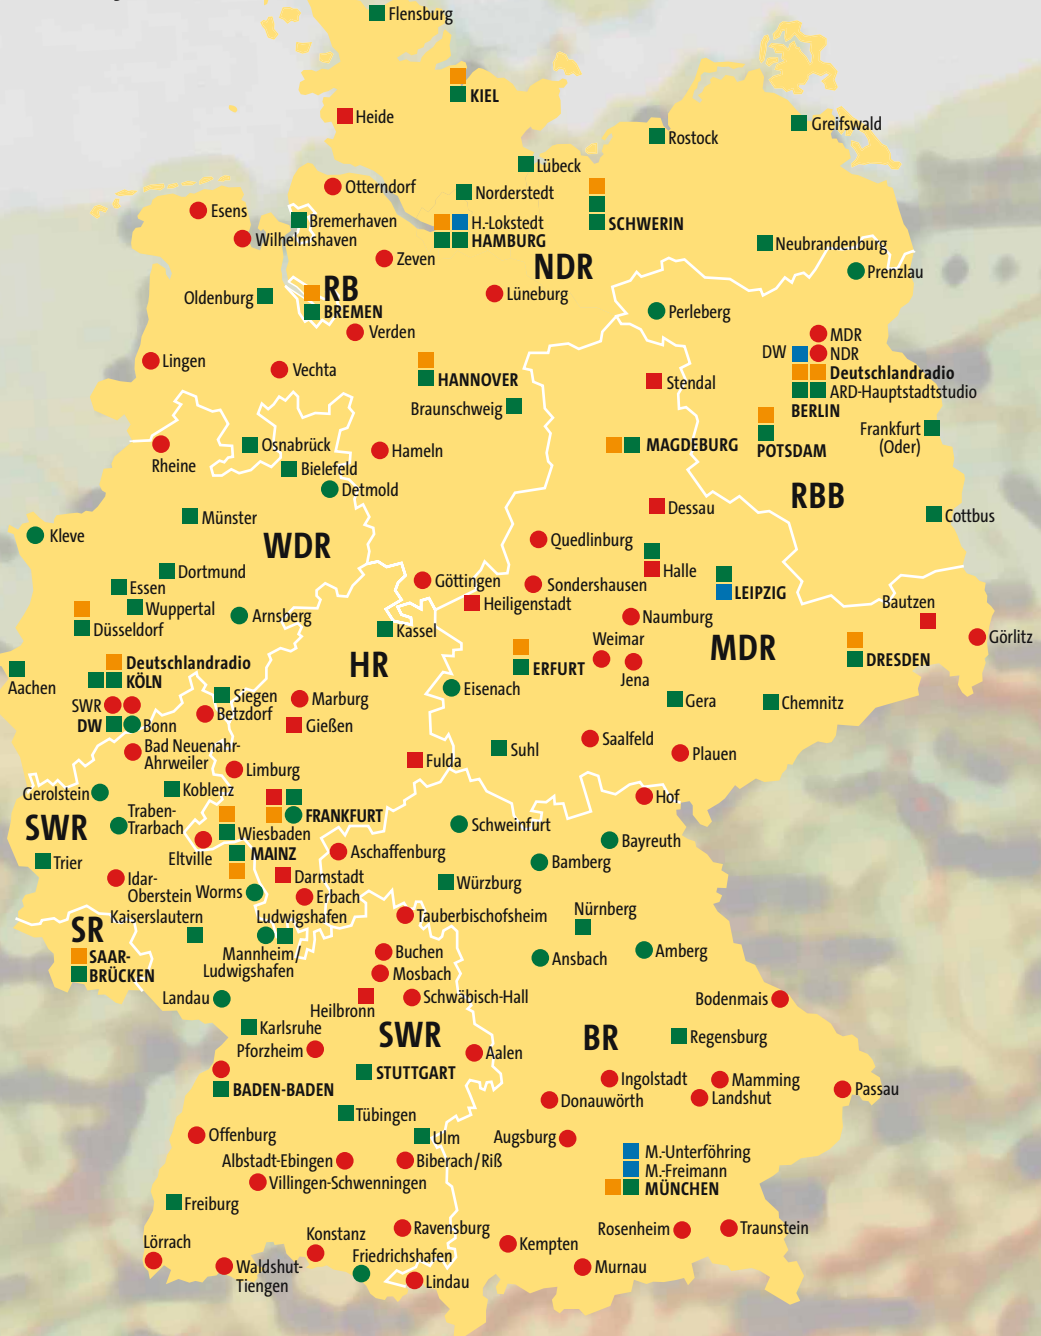 Flensburg
KIEL
Heide
Greifswald
Rostock
Lübeck
Otterndorf
Norderstedt
Esens
Bremerhaven
H.-Lokstedt
SCHWERIN
Wilhelmshaven
HAMBURG
Neubrandenburg
Zeven
NDR
Prenzlau
RB
Oldenburg
Lüneburg
BREMEN
Perleberg
Verden
MDR
DW
NDR
Lingen
Vechta
Deutschlandradio
HANNOVER
Stendal
ARD-Hauptstadtstudio
Braunschweig
BERLIN
Frankfurt
(Oder)
Osnabrück
MAGDEBURG
POTSDAM
Hameln
Rheine
Bielefeld
Detmold
RBB
Dessau
Münster
Cottbus
Kleve
WDR
Quedlinburg
Dortmund
Halle
Essen
Göttingen
Sondershausen
LEIPZIG
Wuppertal
Heiligenstadt
Bautzen
Arnsberg
Naumburg
Düsseldorf
Kassel
Weimar
Görlitz
MDR
Deutschlandradio
HR
ERFURT
DRESDEN
KÖLN
Jena
Aachen
Eisenach
Siegen
Marburg
Gera
Chemnitz
SWR
Betzdorf
DW
Bonn
Gießen
Saalfeld
Bad Neuenahr-
Ahrweiler
Suhl
Plauen
Fulda
Limburg
Gerolstein
Koblenz
Hof
Traben-
Trarbach
FRANKFURT
SWR
Schweinfurt
Wiesbaden
Bayreuth
Eltville
MAINZ
Aschaffenburg
Trier
Bamberg
Idar-
Oberstein
Darmstadt
Würzburg
Worms
Erbach
Kaiserslautern
Ludwigshafen
Tauberbischofsheim
Nürnberg
SR
SAAR-
BRÜCKEN
Mannheim/
Ludwigshafen
Buchen
Amberg
Ansbach
Mosbach
Landau
Schwäbisch-Hall
Bodenmais
Heilbronn
Karlsruhe
SWR
BR
Regensburg
Pforzheim
Aalen
STUTTGART
Ingolstadt
Mamming
BADEN-BADEN
Passau
Donauwörth
Landshut
Tübingen
Offenburg
Ulm
Augsburg
M.-Unterföhring
Albstadt-Ebingen
Biberach/Riß
M.-Freimann
Villingen-Schwenningen
MÜNCHEN
Freiburg
Ravensburg
Rosenheim
Traunstein
Konstanz
Lörrach
Kempten
Friedrichshafen
Waldshut-
Tiengen
Murnau
Lindau